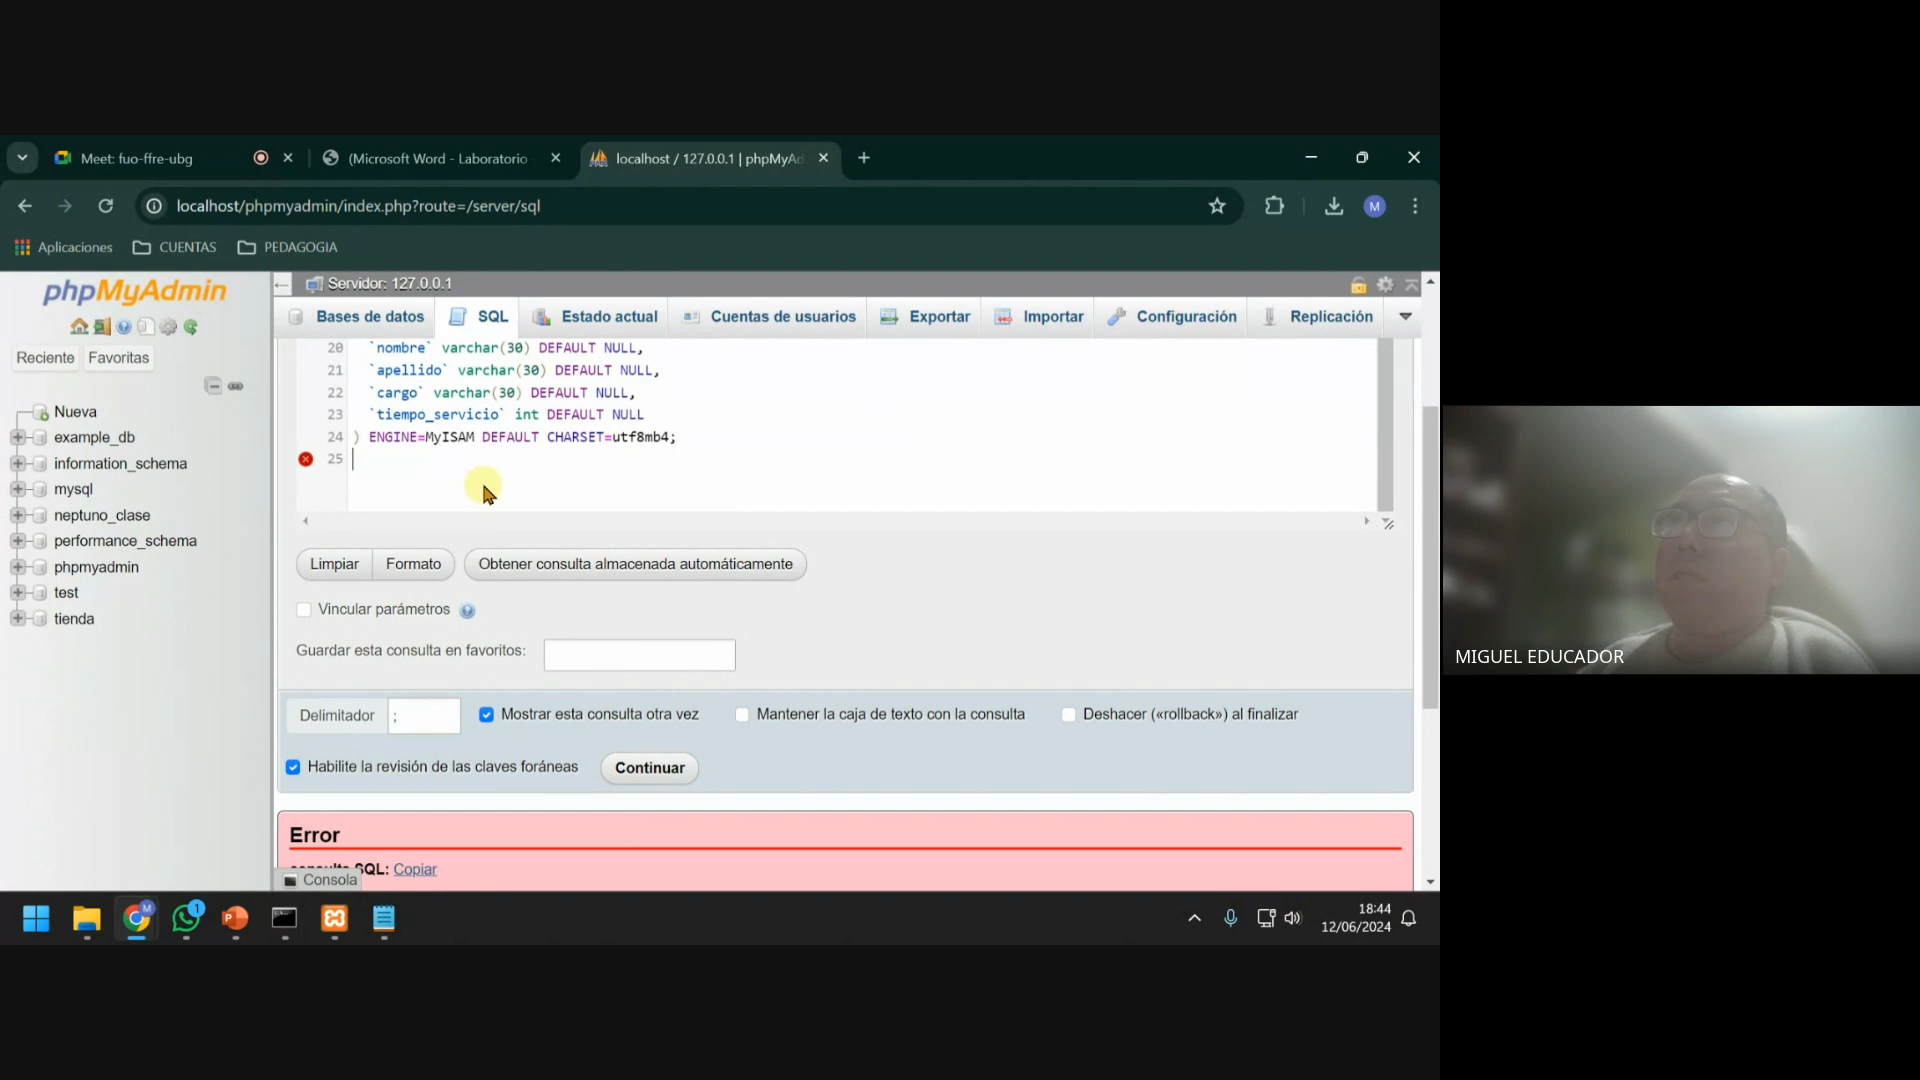 Meet: fuo-ffre-ubg
(Microsoft Word - Laboratorio
localhost / 127.0.0.1 | phpMyAd
localhost/phpmyadmin/index.php?route=/server/sql
M
Aplicaciones
CUENTAS
PEDAGOGIA
phpMyAdmin
Reciente
Favoritas
Nueva
example_db
information_schema
mysql
neptuno_clase
performance_schema
phpmyadmin
test
tienda
Servidor: 127.0.0.1
Bases de datos
SQL
Estado actual
Cuentas de usuarios
Exportar
Importar
Configuración
Replicación
20 `nombre` varchar(30) DEFAULT NULL,
21 `apellido` varchar(30) DEFAULT NULL,
22 `cargo` varchar(30) DEFAULT NULL,
23 `tiempo_servicio` int DEFAULT NULL
24 ) ENGINE=MyISAM DEFAULT CHARSET=utf8mb4;
25
Limpiar
Formato
Obtener consulta almacenada automáticamente
Vincular parámetros
Guardar esta consulta en favoritos:
Delimitador ;
Mostrar esta consulta otra vez
Mantener la caja de texto con la consulta
Deshacer («rollback») al finalizar
Habilite la revisión de las claves foráneas
Continuar
Error
consulta SQL: Copiar
Consola
18:44
12/06/2024
MIGUEL EDUCADOR